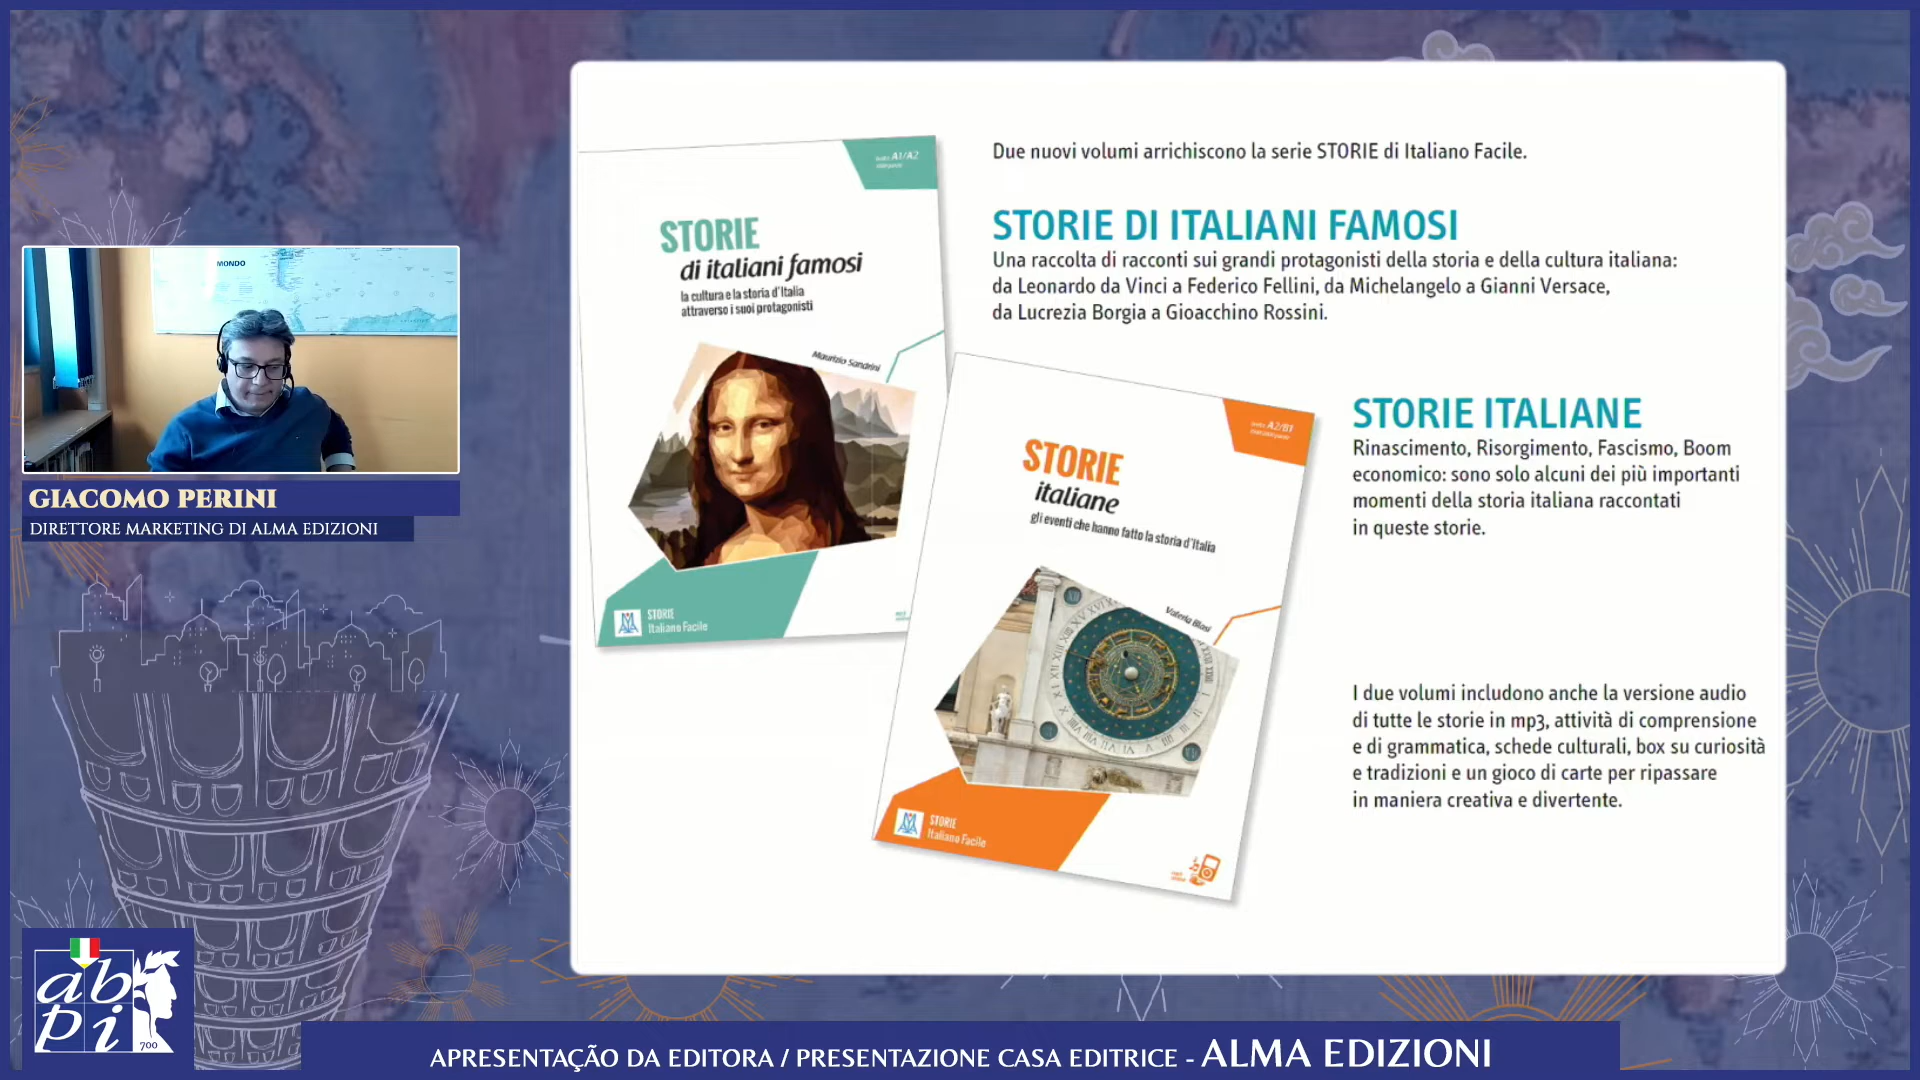 Due nuovi volumi arrichiscono la serie STORIE di Italiano Facile.
STORIE DI ITALIANI FAMOSI
Una raccolta di racconti sui grandi protagonisti della storia e della cultura italiana:
da Leonardo da Vinci a Federico Fellini, da Michelangelo a Gianni Versace,
da Lucrezia Borgia a Gioacchino Rossini.
STORIE ITALIANE
Rinascimento, Risorgimento, Fascismo, Boom
economico: sono solo alcuni dei più importanti
momenti della storia italiana raccontati
in queste storie.
I due volumi includono anche la versione audio
di tutte le storie in mp3, attività di comprensione
e di grammatica, schede culturali, box su curiosità
e tradizioni e un gioco di carte per ripassare
in maniera creativa e divertente.
A1/A2
STORIE
di italiani famosi
la cultura e la storia d'Italia
attraverso i suoi protagonisti
Maurizio Sandrini
STORIE
Italiano Facile
A2/B1
STORIE
italiane
gli eventi che hanno fatto la storia d'Italia
Valeria Blasi
STORIE
Italiano Facile
MONDO
GIACOMO PERINI
DIRETTORE MARKETING DI ALMA EDIZIONI
ab
pi
700
APRESENTAÇÃO DA EDITORA / PRESENTAZIONE CASA EDITRICE - ALMA EDIZIONI